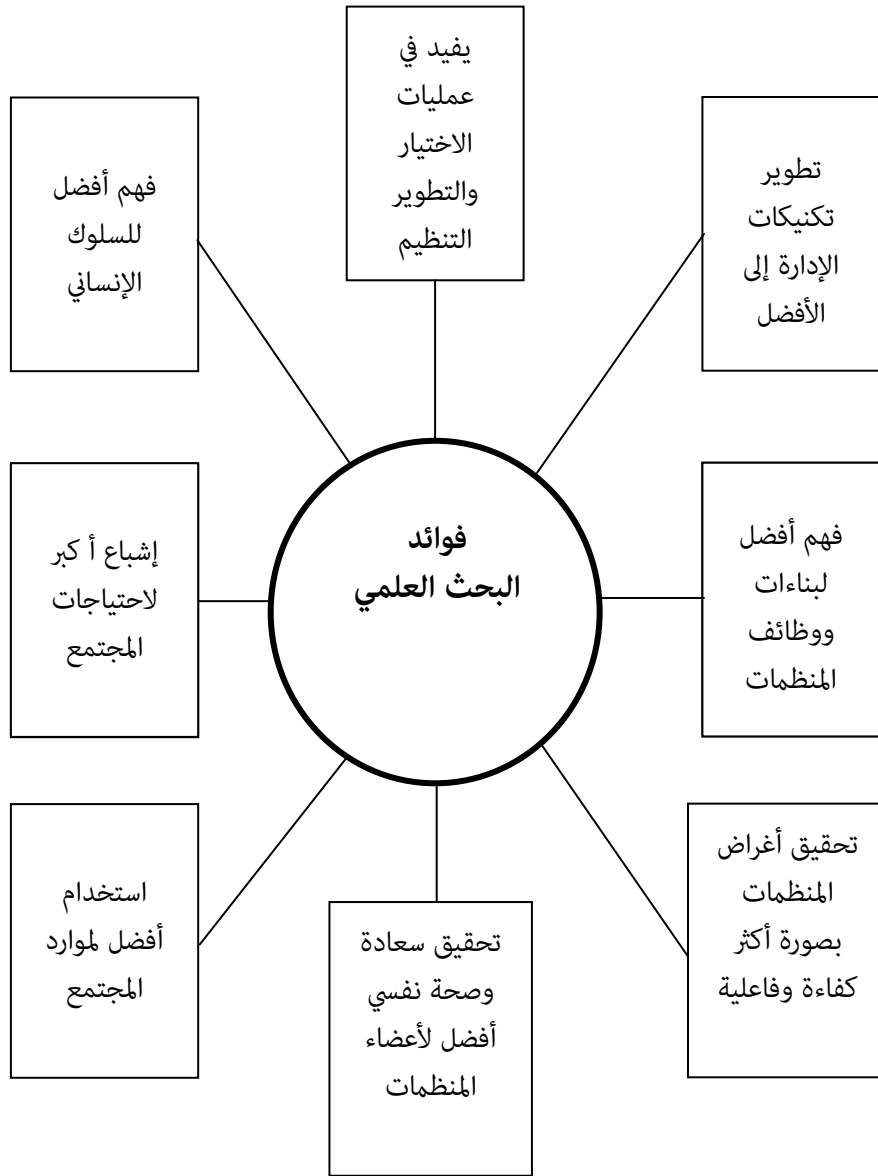 يفيد في
عمليات
الاختيار
والتطوير
التنظيم
تطوير
تكنيكات
الإدارة إلى
الأفضل
فهم أفضل
للسلوك
الإنساني
فوائد
البحث العلمي
فهم أفضل
لبناءات
ووظائف
المنظمات
إشباع أ كبر
لاحتياجات
المجتمع
تحقيق أغراض
المنظمات
بصورة أكثر
كفاءة وفاعلية
تحقيق سعادة
وصحة نفسي
أفضل لأعضاء
المنظمات
استخدام
أفضل لموارد
المجتمع